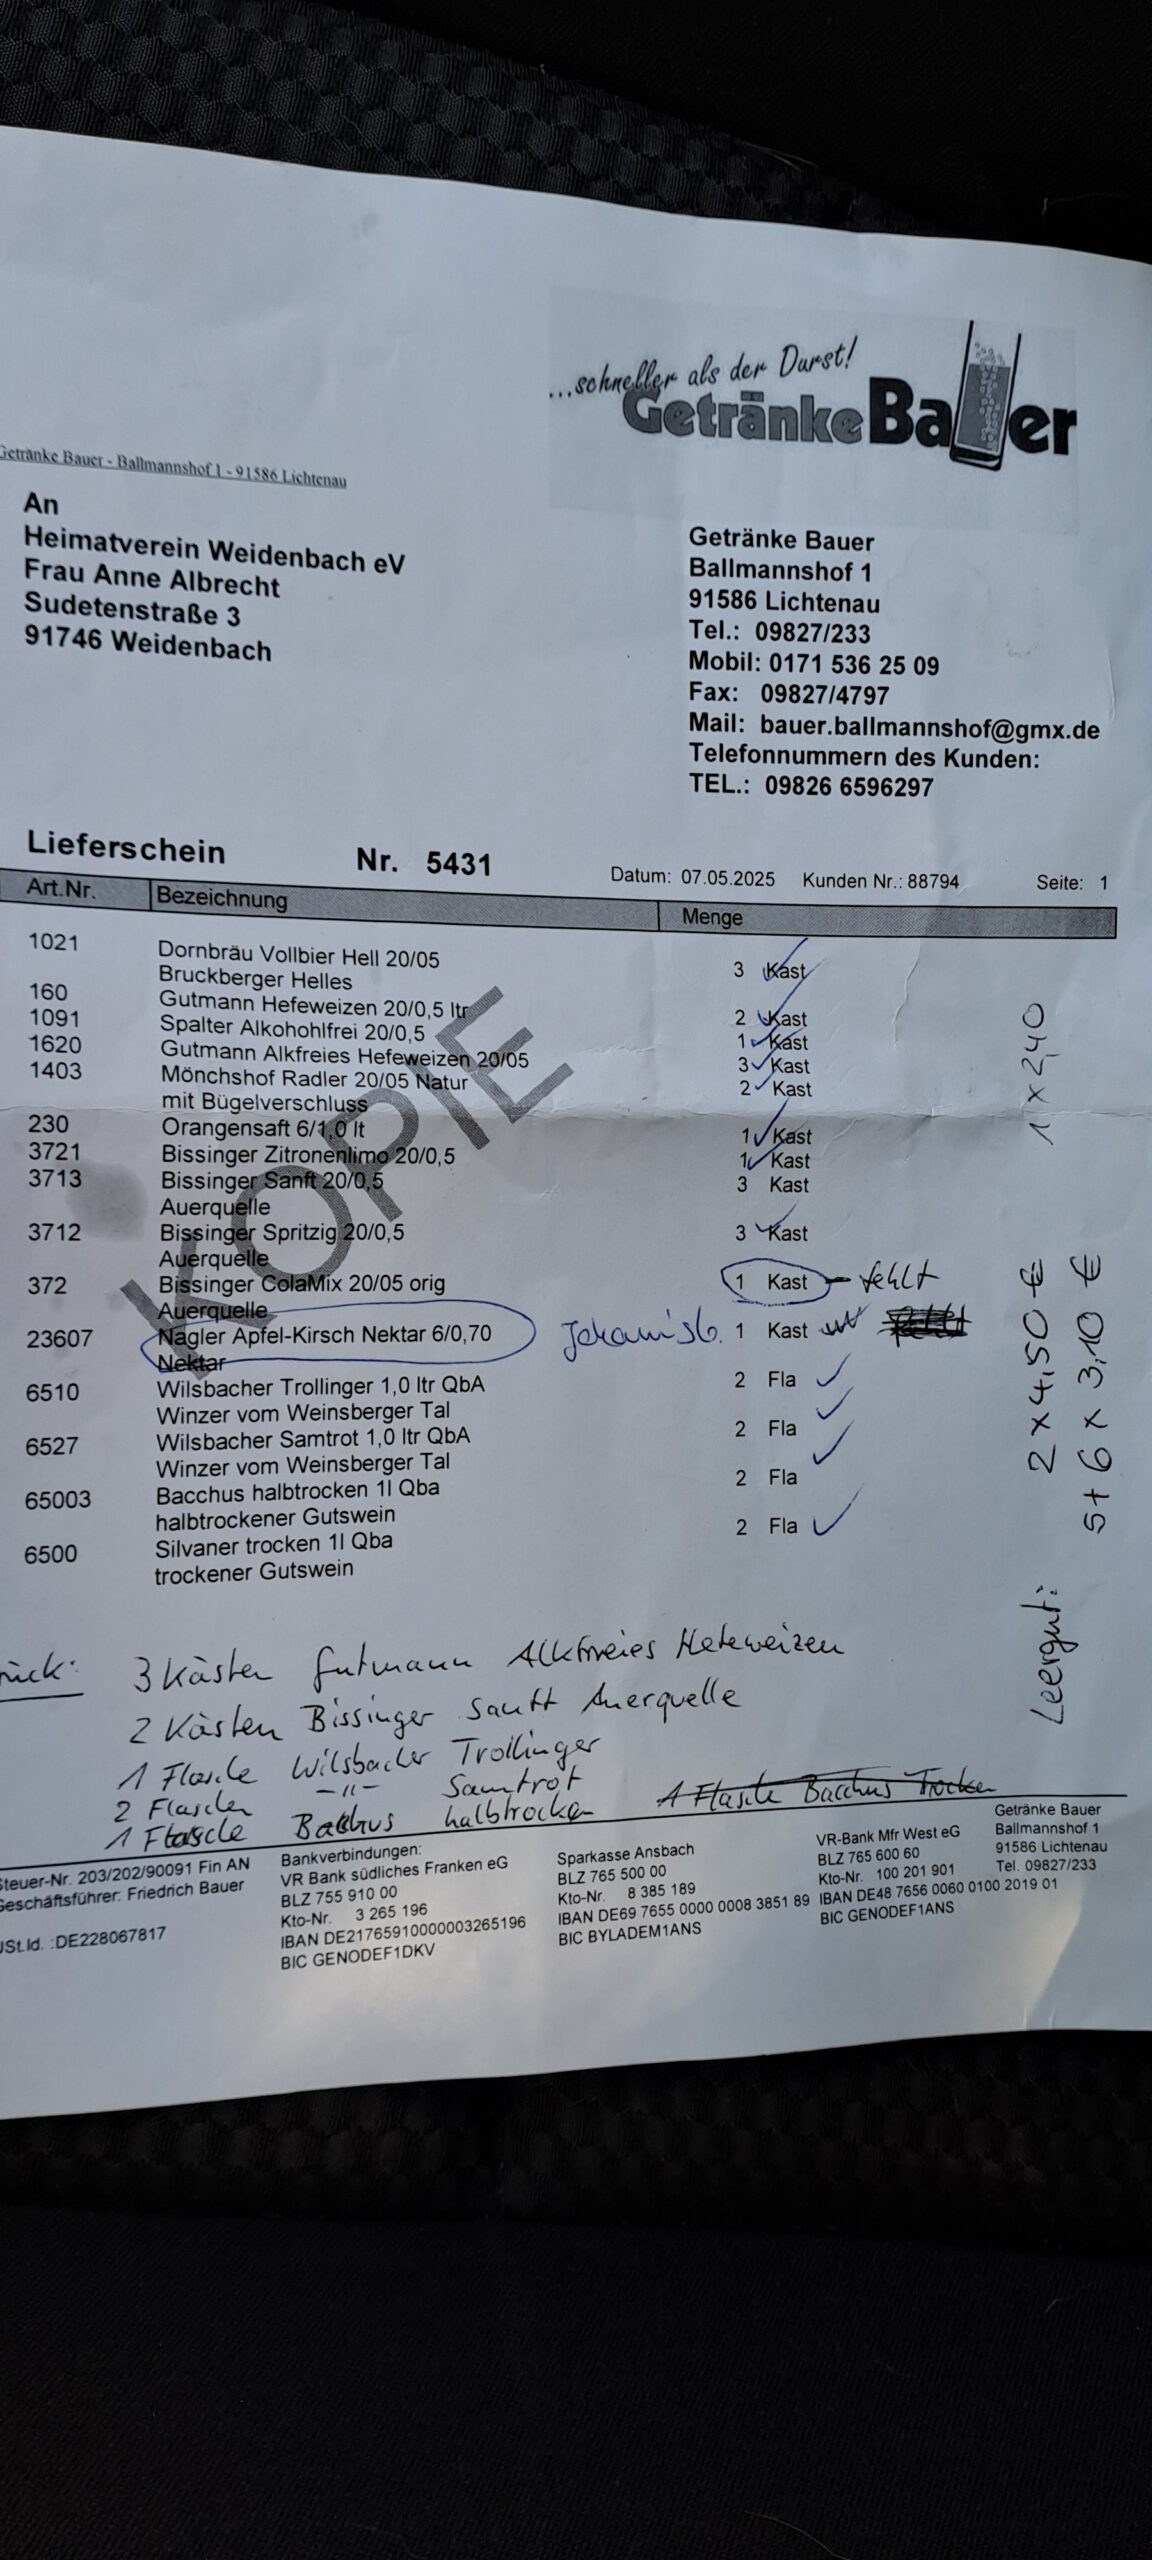 ...schneller als der Durst!
Getränke Bauer
Getränke Bauer - Ballmannshof 1 - 91586 Lichtenau
An
Heimatverein Weidenbach eV
Frau Anne Albrecht
Sudetenstraße 3
91746 Weidenbach
Getränke Bauer
Ballmannshof 1
91586 Lichtenau
Tel.: 09827/233
Mobil: 0171 536 25 09
Fax: 09827/4797
Mail: bauer.ballmannshof@gmx.de
Telefonnummern des Kunden:
TEL.: 09826 6596297
Lieferschein Nr. 5431 Datum: 07.05.2025 Kunden Nr.: 88794 Seite: 1
Art.Nr. Bezeichnung Menge
1021 Dornbräu Vollbier Hell 20/05 3 Kast
Bruckberger Helles
160 Gutmann Hefeweizen 20/0,5 ltr 2 Kast
1091 Spalter Alkohohlfrei 20/0,5 1 Kast
1620 Gutmann Alkfreies Hefeweizen 20/05 3 Kast
1403 Mönchshof Radler 20/05 Natur 2 Kast
mit Bügelverschluss
230 Orangensaft 6/1,0 lt 1 Kast
3721 Bissinger Zitronenlimo 20/0,5 1 Kast
3713 Bissinger Sanft 20/0,5 3 Kast
Auerquelle
3712 Bissinger Spritzig 20/0,5 3 Kast
Auerquelle
372 Bissinger ColaMix 20/05 orig 1 Kast - fehlt
Auerquelle
23607 Nagler Apfel-Kirsch Nektar 6/0,70 1 Kast
Nektar
6510 Wilsbacher Trollinger 1,0 ltr QbA 2 Fla
Winzer vom Weinsberger Tal
6527 Wilsbacher Samtrot 1,0 ltr QbA 2 Fla
Winzer vom Weinsberger Tal
65003 Bacchus halbtrocken 1l Qba 2 Fla
halbtrockener Gutswein
6500 Silvaner trocken 1l Qba 2 Fla
trockener Gutswein
KOPIE
Leergut: 2 x 4,50 € 1 x 2,40
5+6 x 3,10 €
ück: 3 Kästen Gutmann Alkfreies Hefeweizen
2 Kästen Bissinger Sanft Auerquelle
1 Flasche Wilsbacher Trollinger
2 Flaschen -"- Samtrot
1 Flasche Bacchus halbtrocken 1 Flasche Bacchus Trocken
Steuer-Nr. 203/202/90091 Fin AN
Geschäftsführer: Friedrich Bauer
USt.Id. :DE228067817
Bankverbindungen:
VR Bank südliches Franken eG
BLZ 755 910 00
Kto-Nr. 3 265 196
IBAN DE21765910000003265196
BIC GENODEF1DKV
Sparkasse Ansbach
BLZ 765 500 00
Kto-Nr. 8 385 189
IBAN DE69 7655 0000 0008 3851 89
BIC BYLADEM1ANS
VR-Bank Mfr West eG
BLZ 765 600 60
Kto-Nr. 100 201 901
IBAN DE48 7656 0060 0100 2019 01
BIC GENODEF1ANS
Getränke Bauer
Ballmannshof 1
91586 Lichtenau
Tel. 09827/233